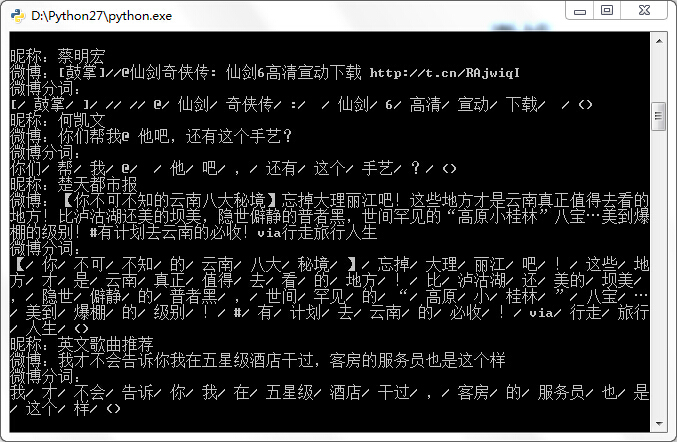 D:\Python27\python.exe
昵称：蔡明宏
微博：[鼓掌]//@仙剑奇侠传：仙剑6高清宣动下载 http://t.cn/RAjwiqI
微博分词：
[/ 鼓掌/ ]/ // // @/ 仙剑/ 奇侠传/ :/  / 仙剑/ 6/ 高清/ 宣动/ 下载/  / ()
昵称：何凯文
微博：你们帮我@ 他吧，还有这个手艺？
微博分词：
你们/ 帮/ 我/ @/  / 他/ 吧/ ，/ 还有/ 这个/ 手艺/ ？/ ()
昵称：楚天都市报
微博：【你不可不知的云南八大秘境】忘掉大理丽江吧！这些地方才是云南真正值得去看的
地方！比泸沽湖还美的坝美，隐世僻静的普者黑，世间罕见的“高原小桂林”八宝…美到爆
棚的级别！#有计划去云南的必收！via行走旅行人生
微博分词：
【/ 你/ 不可/ 不知/ 的/ 云南/ 八大/ 秘境/ 】/ 忘掉/ 大理/ 丽江/ 吧/ ！/ 这些/ 地
方/ 才/ 是/ 云南/ 真正/ 值得/ 去/ 看/ 的/ 地方/ ！/ 比/ 泸沽湖/ 还/ 美的/ 坝美/
，/ 隐世/ 僻静/ 的/ 普者黑/ ，/ 世间/ 罕见/ 的/ “/ 高原/ 小/ 桂林/ ”/ 八宝/ …
/ 美到/ 爆棚/ 的/ 级别/ ！/ #/ 有/ 计划/ 去/ 云南/ 的/ 必收/ ！/ via/ 行走/ 旅行
/ 人生/ ()
昵称：英文歌曲推荐
微博：我才不会告诉你我在五星级酒店干过，客房的服务员也是这个样
微博分词：
我/ 才/ 不会/ 告诉/ 你/ 我/ 在/ 五星级/ 酒店/ 干过/ ，/ 客房/ 的/ 服务员/ 也/ 是
/ 这个/ 样/ ()